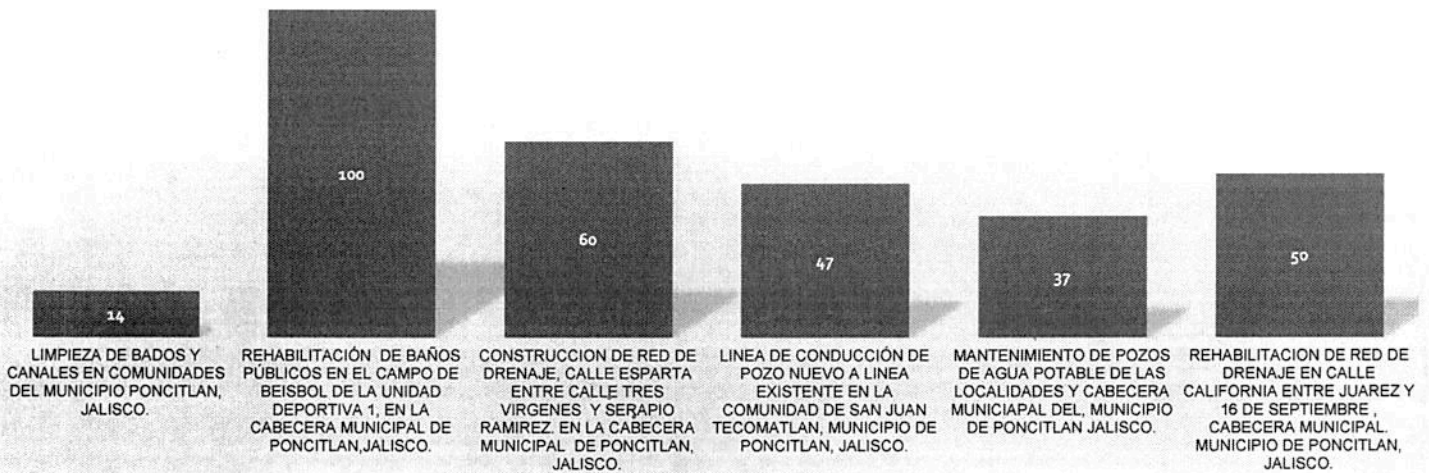 14
100
60
47
37
50
LIMPIEZA DE BADOS Y
CANALES EN COMUNIDADES
DEL MUNICIPIO PONCITLAN,
JALISCO.
REHABILITACIÓN DE BAÑOS
PÚBLICOS EN EL CAMPO DE
BEISBOL DE LA UNIDAD
DEPORTIVA 1, EN LA
CABECERA MUNICIPAL DE
PONCITLAN,JALISCO.
CONSTRUCCION DE RED DE
DRENAJE, CALLE ESPARTA
ENTRE CALLE TRES
VIRGENES Y SERAPIO
RAMIREZ. EN LA CABECERA
MUNICIPAL DE PONCITLAN,
JALISCO.
LINEA DE CONDUCCIÓN DE
POZO NUEVO A LINEA
EXISTENTE EN LA
COMUNIDAD DE SAN JUAN
TECOMATLAN, MUNICIPIO DE
PONCITLAN, JALISCO.
MANTENIMIENTO DE POZOS
DE AGUA POTABLE DE LAS
LOCALIDADES Y CABECERA
MUNICIAPAL DEL, MUNICIPIO
DE PONCITLAN JALISCO.
REHABILITACION DE RED DE
DRENAJE EN CALLE
CALIFORNIA ENTRE JUAREZ Y
16 DE SEPTIEMBRE ,
CABECERA MUNICIPAL.
MUNICIPIO DE PONCITLAN,
JALISCO.